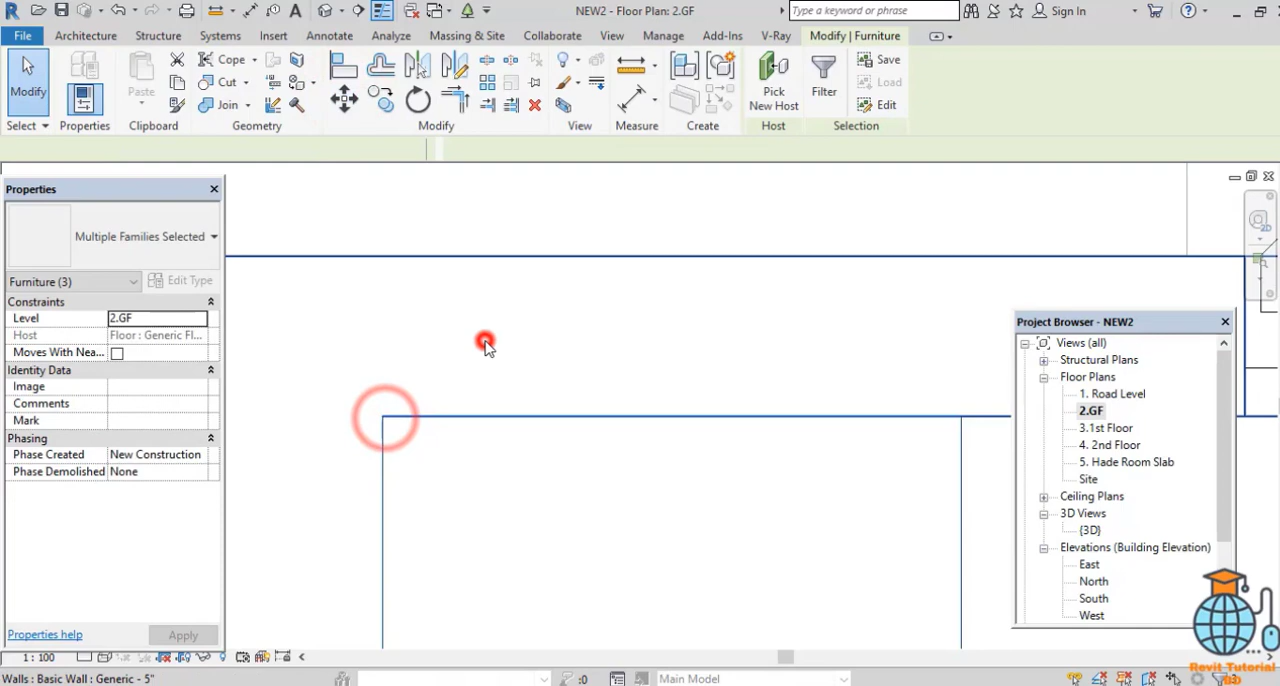 NEW2 - Floor Plan: 2.GF
Type a keyword or phrase
Sign In
File Architecture Structure Systems Insert Annotate Analyze Massing & Site Collaborate View Manage Add-Ins V-Ray Modify | Furniture
Modify
Paste
Cope
Cut
Join
Pick
New Host
Filter
Save
Load
Edit
Select Properties Clipboard Geometry Modify View Measure Create Host Selection
Properties
Multiple Families Selected
Furniture (3) Edit Type
Constraints
Level 2.GF
Host Floor : Generic Fl...
Moves With Nea...
Identity Data
Image
Comments
Mark
Phasing
Phase Created New Construction
Phase Demolished None
Properties help Apply
Project Browser - NEW2
Views (all)
Structural Plans
Floor Plans
1. Road Level
2.GF
3.1st Floor
4. 2nd Floor
5. Hade Room Slab
Site
Ceiling Plans
3D Views
{3D}
Elevations (Building Elevation)
East
North
South
West
2D
1 : 100
Walls : Basic Wall : Generic - 5"
:0
Main Model
Revit Tutorial